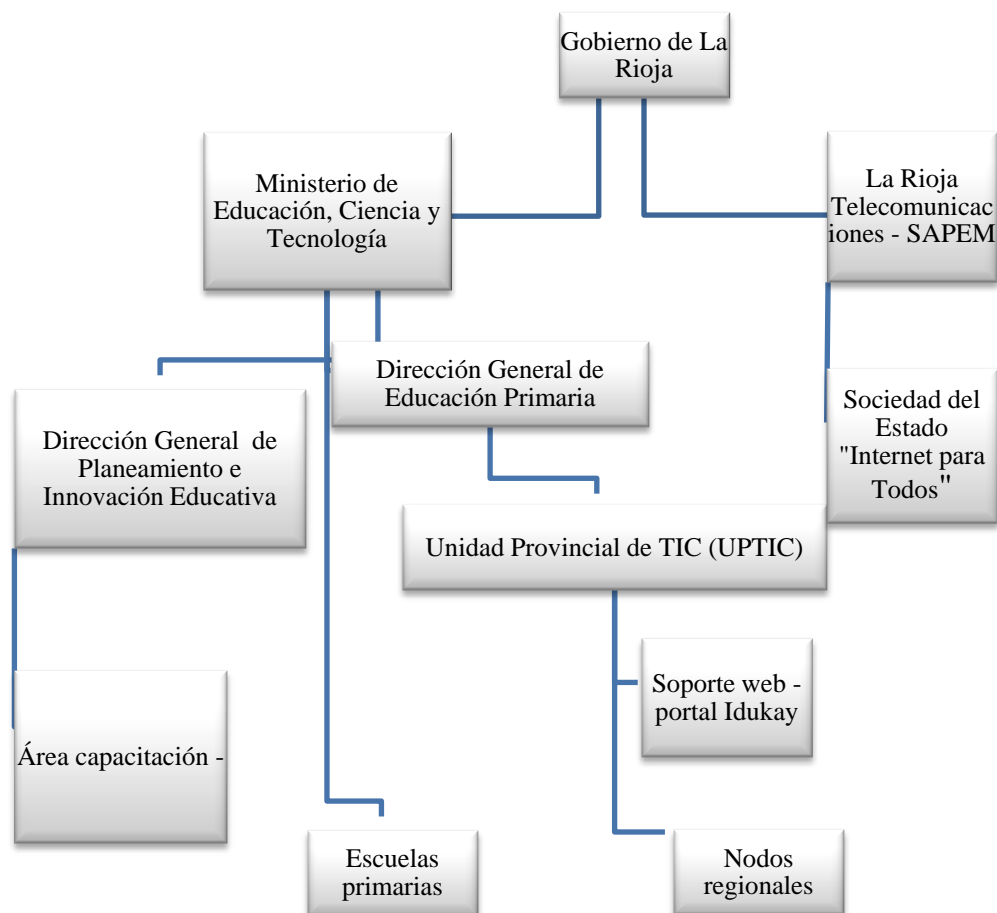 Gobierno de La
Rioja
Ministerio de
Educación, Ciencia y
Tecnología
La Rioja
Telecomunicac
iones - SAPEM
Dirección General de
Educación Primaria
Dirección General de
Planeamiento e
Innovación Educativa
Sociedad del
Estado
"Internet para
Todos"
Unidad Provincial de TIC (UPTIC)
Soporte web -
portal Idukay
Área capacitación -
Escuelas
primarias
Nodos
regionales